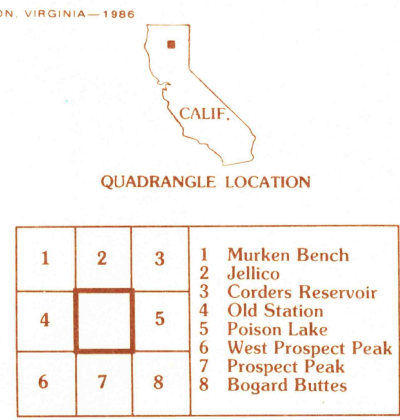 ON, VIRGINIA—1986
CALIF.
QUADRANGLE LOCATION
1 2 3
4 5
6 7 8
1 Murken Bench
2 Jellico
3 Corders Reservoir
4 Old Station
5 Poison Lake
6 West Prospect Peak
7 Prospect Peak
8 Bogard Buttes